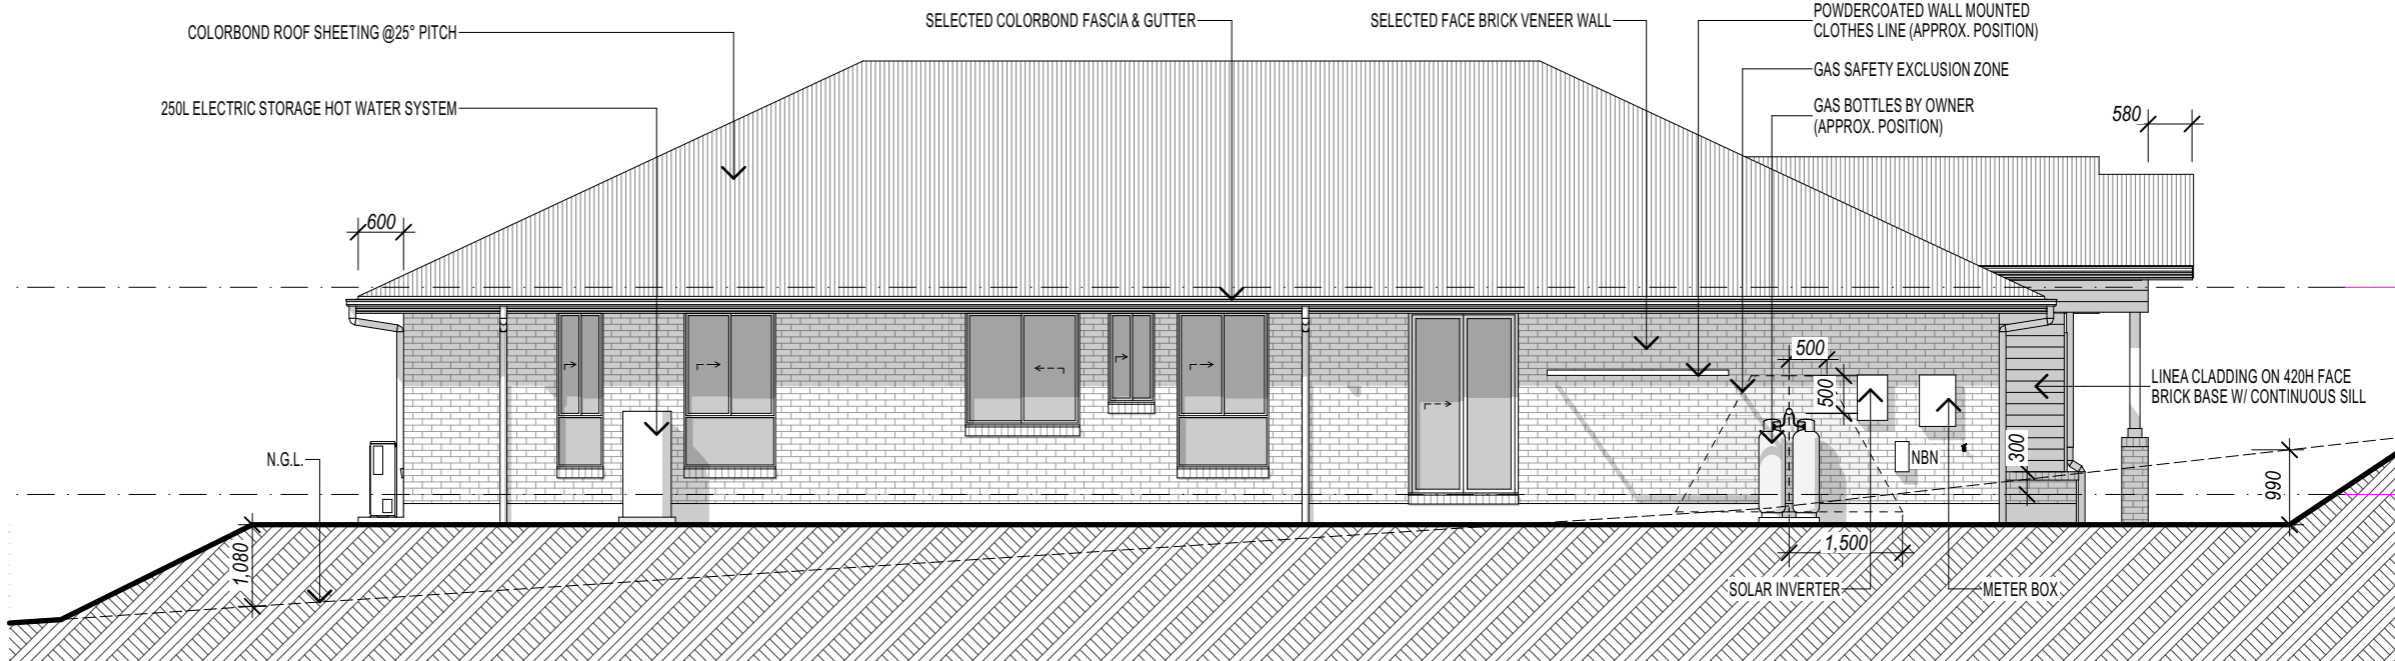 COLORBOND ROOF SHEETING @25° PITCH
SELECTED COLORBOND FASCIA & GUTTER
SELECTED FACE BRICK VENEER WALL
POWDERCOATED WALL MOUNTED
CLOTHES LINE (APPROX. POSITION)
GAS SAFETY EXCLUSION ZONE
250L ELECTRIC STORAGE HOT WATER SYSTEM
GAS BOTTLES BY OWNER
(APPROX. POSITION)
580
600
500
500
LINEA CLADDING ON 420H FACE
BRICK BASE W/ CONTINUOUS SILL
N.G.L.
NBN
300
990
1,080
1,500
SOLAR INVERTER
METER BOX